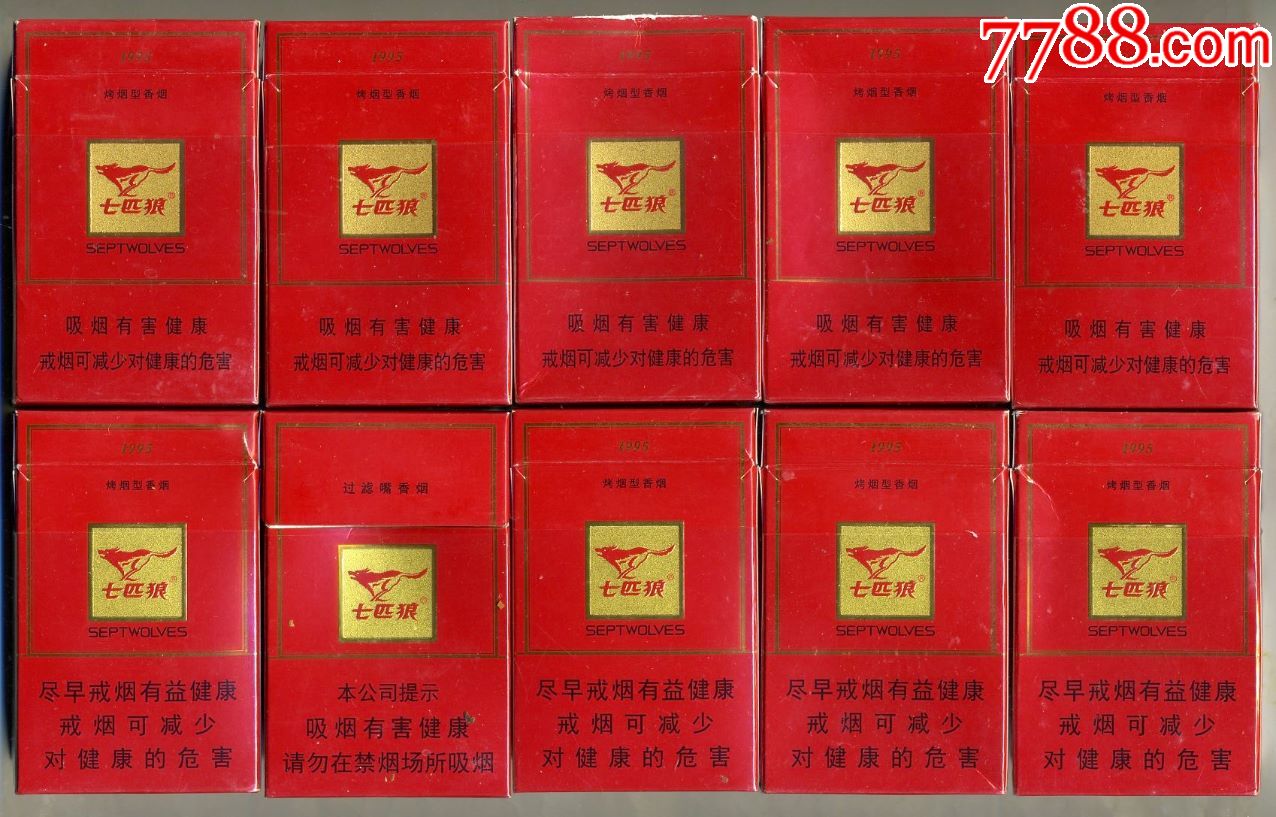 7788.com
1995
烤烟型香烟
七匹狼®
SEPTWOLVES
吸烟有害健康
戒烟可减少对健康的危害
1995
烤烟型香烟
七匹狼®
SEPTWOLVES
吸烟有害健康
戒烟可减少对健康的危害
1995
烤烟型香烟
七匹狼®
SEPTWOLVES
吸烟有害健康
戒烟可减少对健康的危害
1995
烤烟型香烟
七匹狼®
SEPTWOLVES
吸烟有害健康
戒烟可减少对健康的危害
烤烟型香烟
七匹狼®
SEPTWOLVES
吸烟有害健康
戒烟可减少对健康的危害
1995
烤烟型香烟
七匹狼®
SEPTWOLVES
尽早戒烟有益健康
戒烟可减少
对健康的危害
过滤嘴香烟
七匹狼®
本公司提示
吸烟有害健康
请勿在禁烟场所吸烟
1995
烤烟型香烟
七匹狼®
SEPTWOLVES
尽早戒烟有益健康
戒烟可减少
对健康的危害
1995
烤烟型香烟
七匹狼®
SEPTWOLVES
尽早戒烟有益健康
戒烟可减少
对健康的危害
1995
烤烟型香烟
七匹狼®
SEPTWOLVES
尽早戒烟有益健康
戒烟可减少
对健康的危害